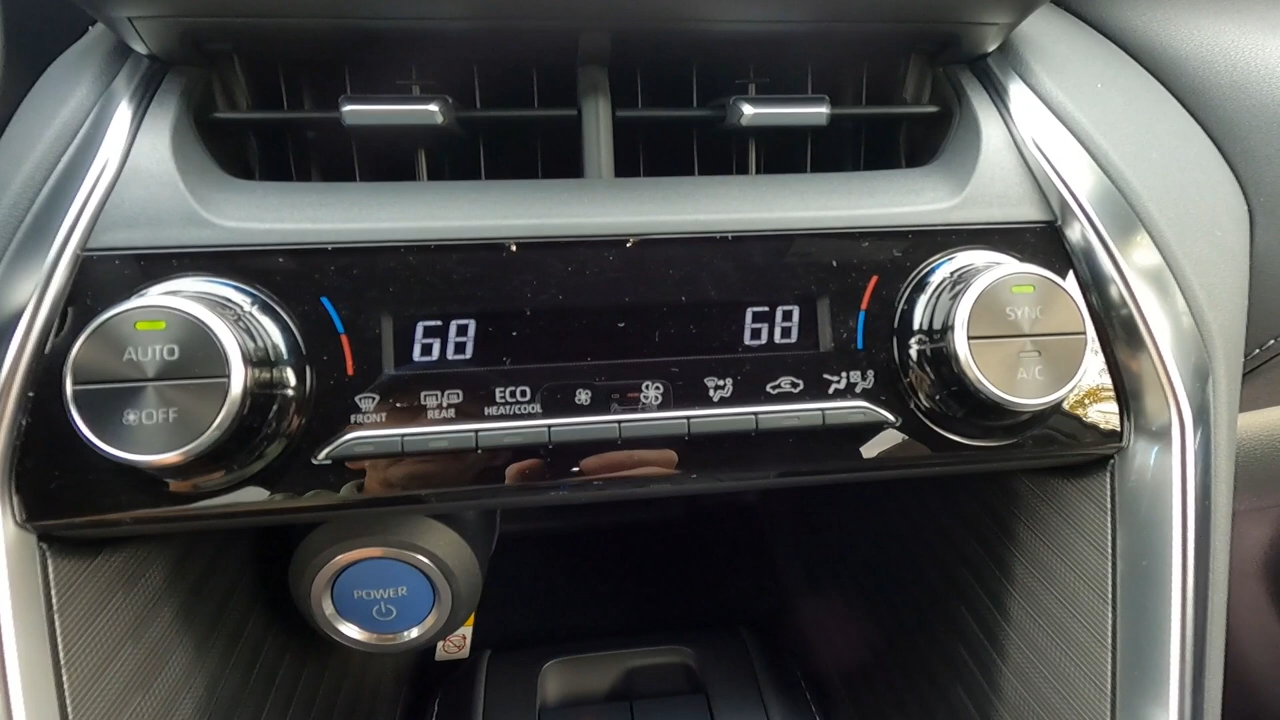 AUTO
OFF
68
68
SYNC
A/C
FRONT
REAR
ECO
HEAT/COOL
POWER